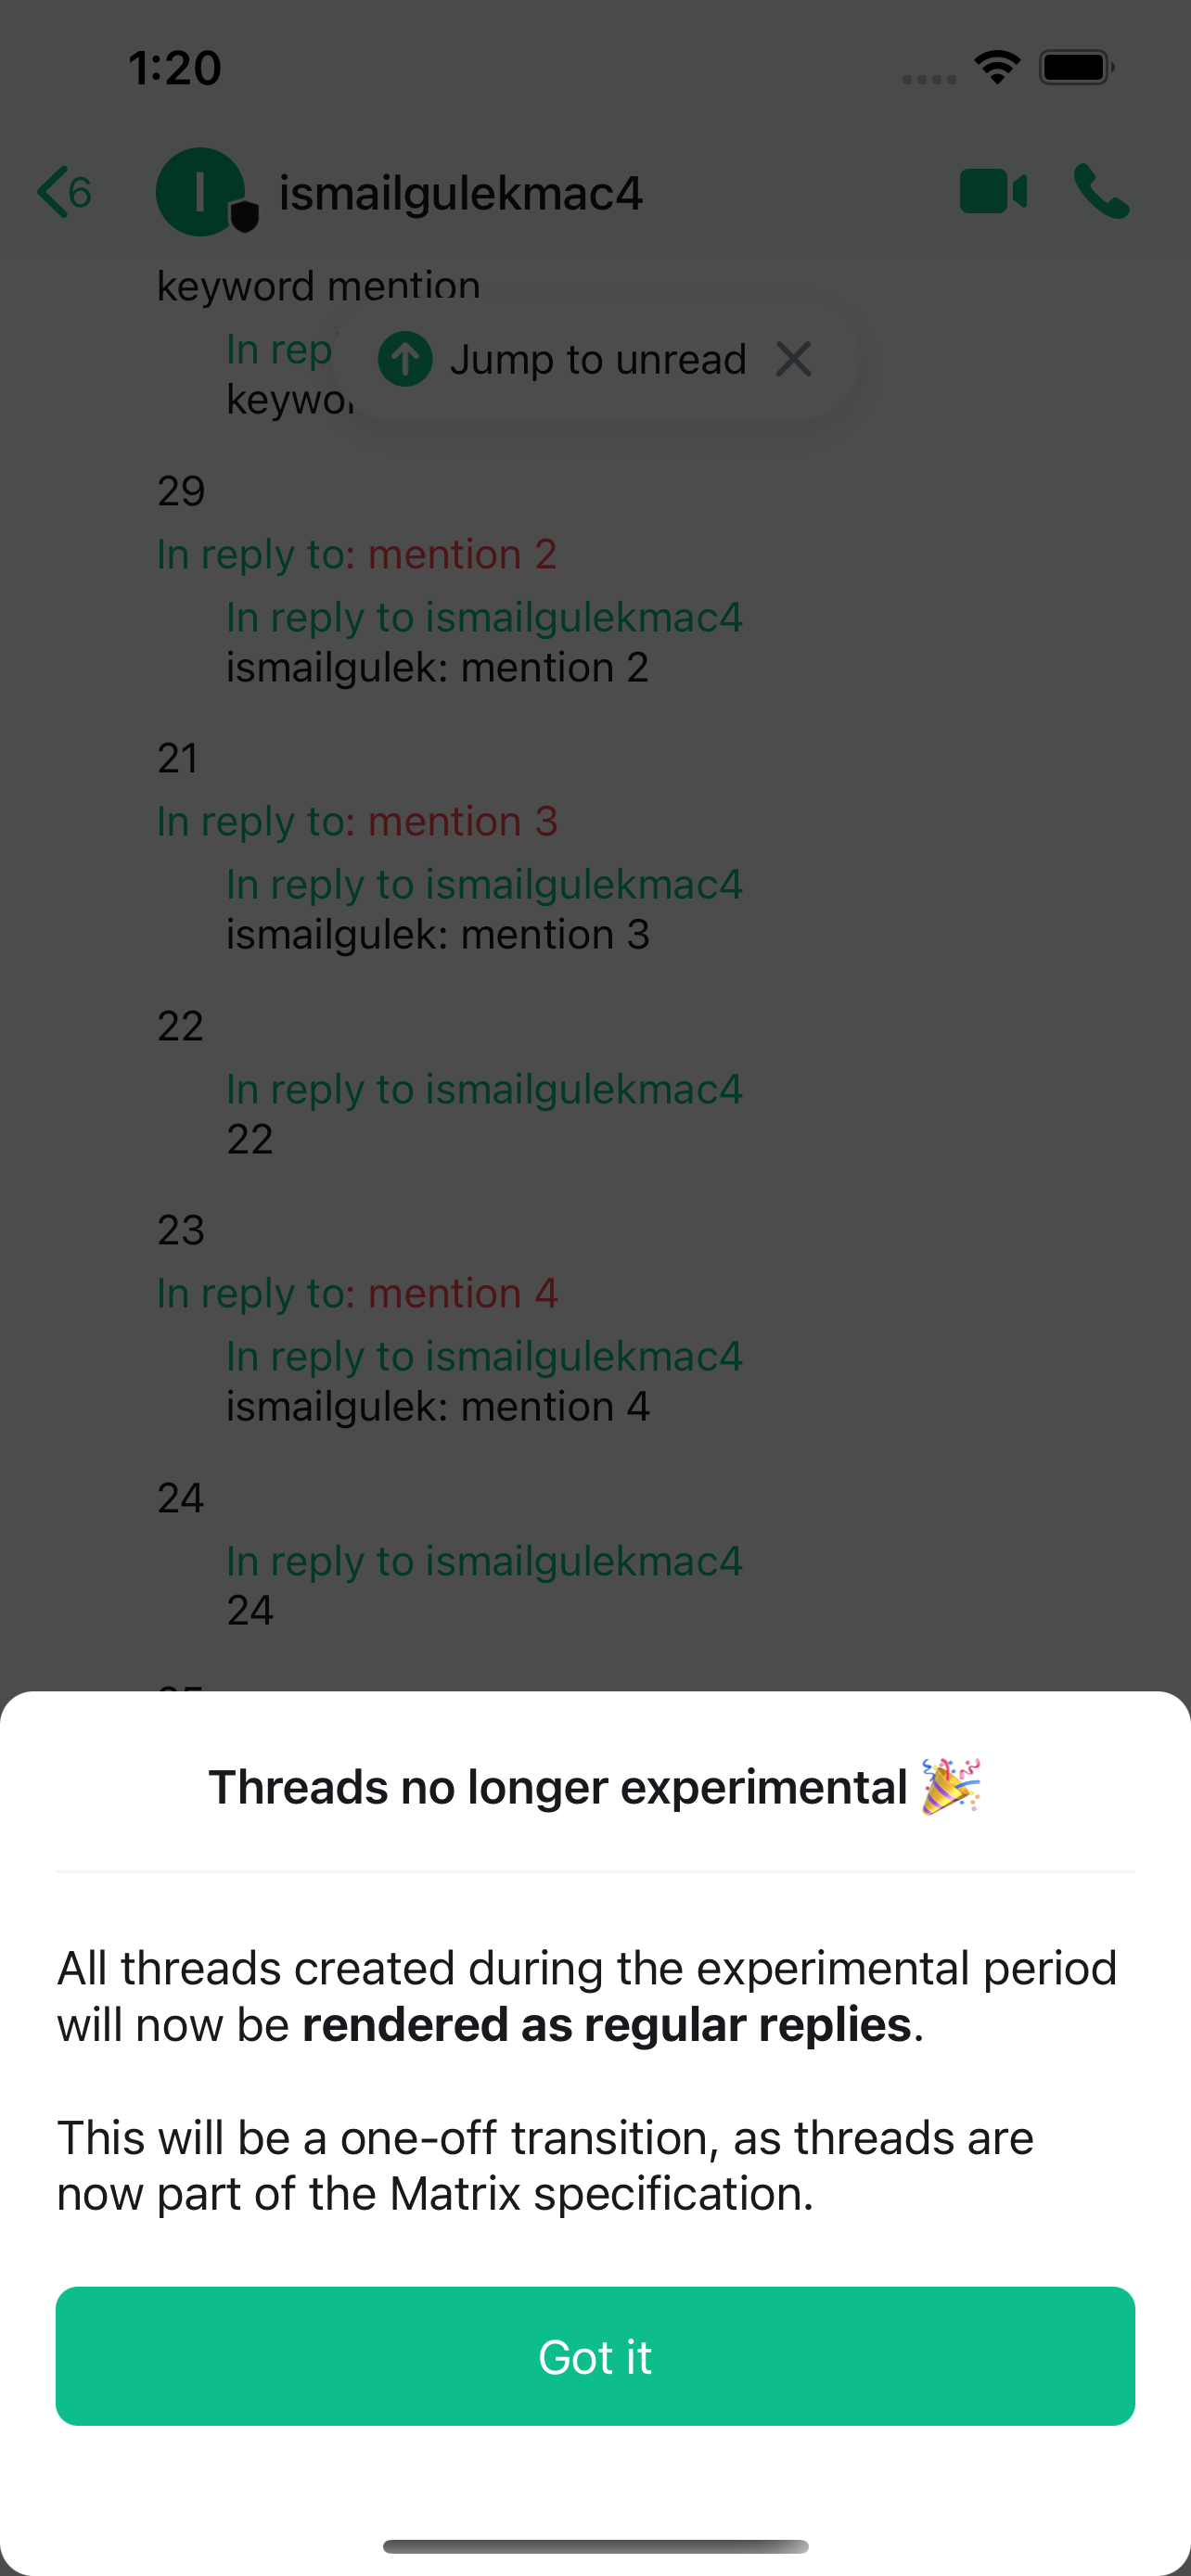 1:20
6
I
ismailgulekmac4
keyword mention
In rep
Jump to unread
29
In reply to: mention 2
In reply to ismailgulekmac4
ismailgulek: mention 2
21
In reply to: mention 3
In reply to ismailgulekmac4
ismailgulek: mention 3
22
In reply to ismailgulekmac4
22
23
In reply to: mention 4
In reply to ismailgulekmac4
ismailgulek: mention 4
24
In reply to ismailgulekmac4
24
Threads no longer experimental 🎉
All threads created during the experimental period
will now be rendered as regular replies.
This will be a one-off transition, as threads are
now part of the Matrix specification.
Got it